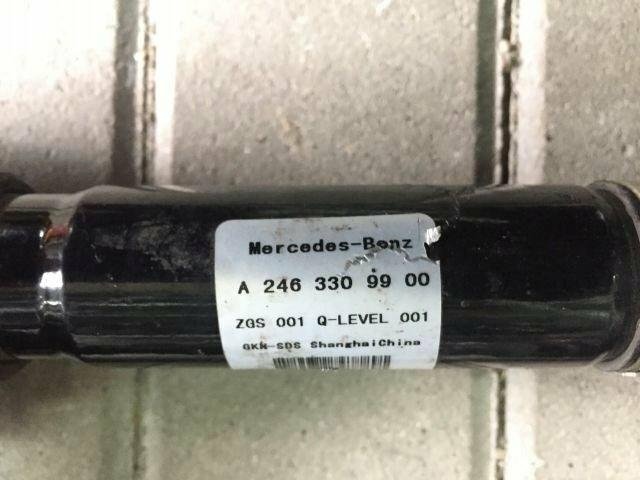 Mercedes-Benz
A 246 330 99 00
ZGS 001 Q-LEVEL 001
GKN-SDS ShanghaiChina